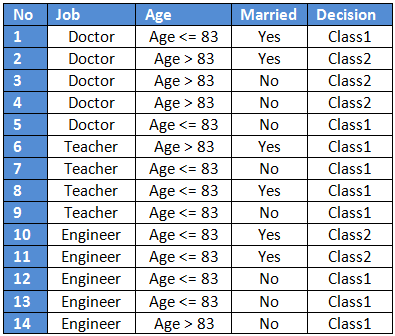 No Job Age Married Decision
1 Doctor Age <= 83 Yes Class1
2 Doctor Age > 83 Yes Class2
3 Doctor Age > 83 No Class2
4 Doctor Age > 83 No Class2
5 Doctor Age <= 83 No Class1
6 Teacher Age > 83 Yes Class1
7 Teacher Age <= 83 No Class1
8 Teacher Age <= 83 Yes Class1
9 Teacher Age <= 83 No Class1
10 Engineer Age <= 83 Yes Class2
11 Engineer Age <= 83 Yes Class2
12 Engineer Age <= 83 No Class1
13 Engineer Age <= 83 No Class1
14 Engineer Age > 83 No Class1